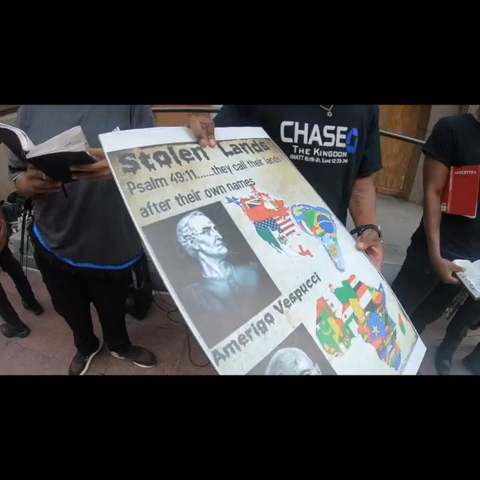 Stolen Lands
Psalm 49:11......they call their lands
after their own names
Amerigo Vespucci
CHASE
THE KINGDOM